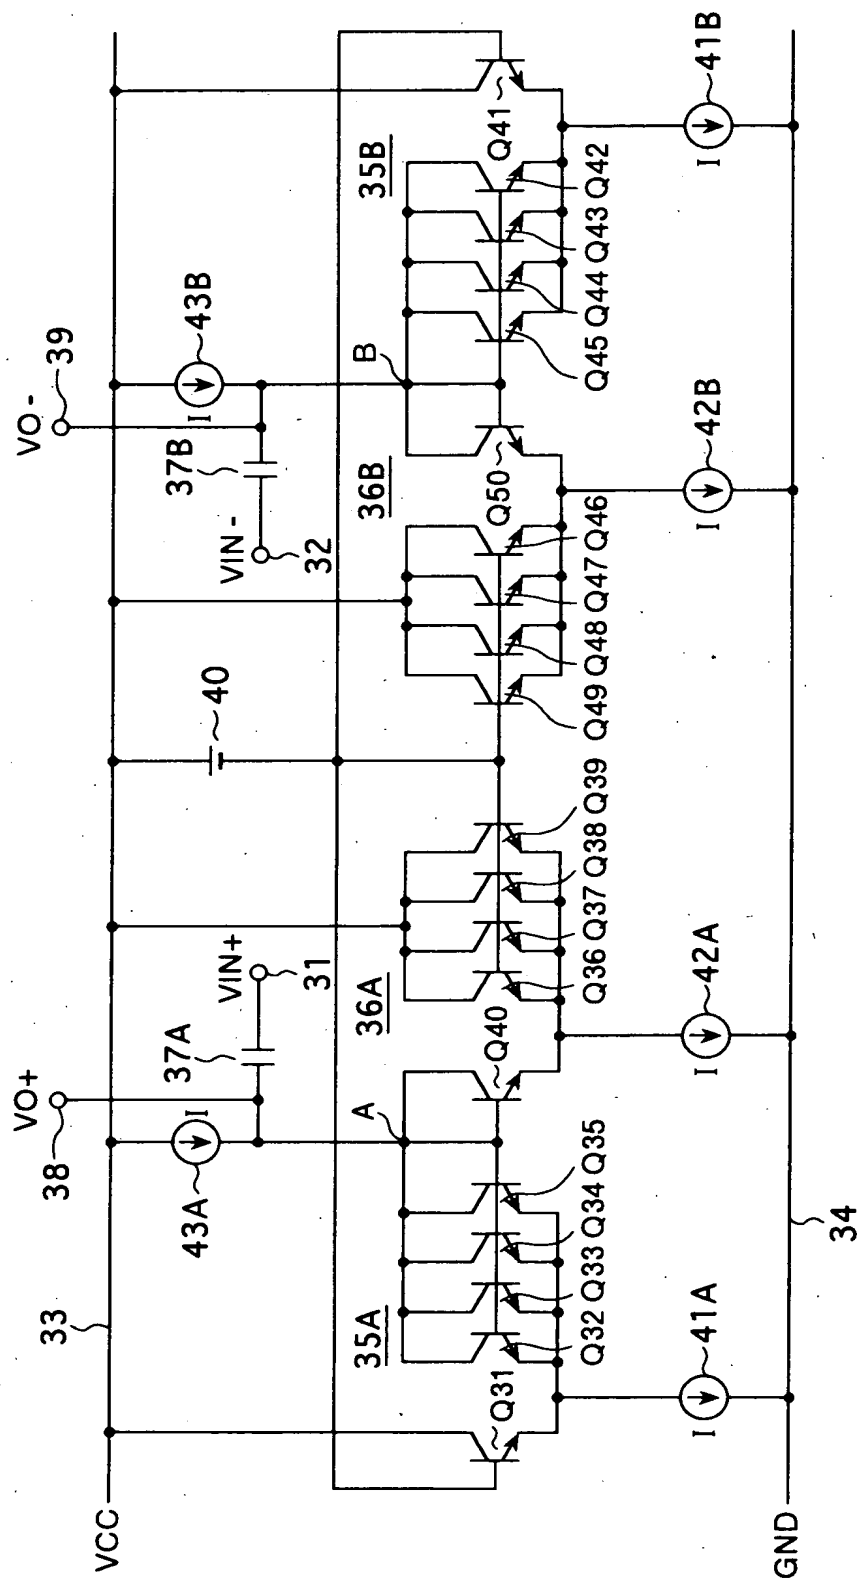 VCC
33
VO+
38
43A
I
37A
VIN+
31
40
VO-
39
43B
I
37B
VIN-
32
A
B
35A
36A
36B
35B
Q31
Q32
Q33
Q34
Q35
Q40
Q36
Q37
Q38
Q39
Q49
Q48
Q47
Q46
Q50
Q45
Q44
Q43
Q42
Q41
I
41A
I
42A
I
42B
I
41B
GND
34